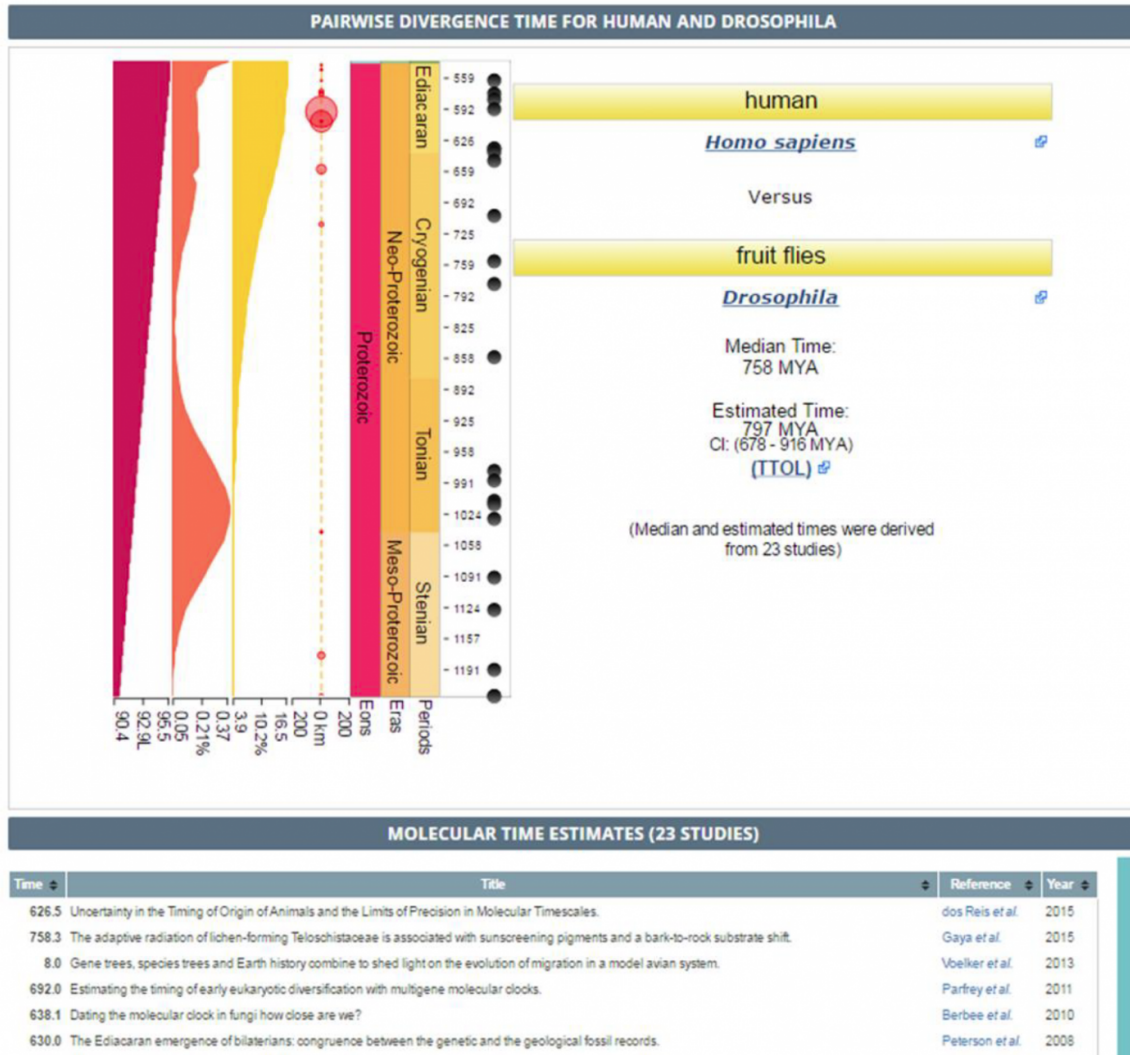 PAIRWISE DIVERGENCE TIME FOR HUMAN AND DROSOPHILA
Proterozoic
Neo-Proterozoic
Meso-Proterozoic
Ediacaran
Cryogenian
Tonian
Stenian
- 559
- 592
- 626
- 659
- 692
- 725
- 759
- 792
- 825
- 858
- 892
- 925
- 958
- 991
- 1024
- 1058
- 1091
- 1124
- 1157
- 1191
90.4
92.9L
95.5
0.05
0.21%
0.37
3.9
10.2%
16.5
200
0 km
200
Eons
Eras
Periods
human
Homo sapiens
Versus
fruit flies
Drosophila
Median Time:
758 MYA
Estimated Time:
797 MYA
CI: (678 - 916 MYA)
(TTOL)
(Median and estimated times were derived
from 23 studies)
MOLECULAR TIME ESTIMATES (23 STUDIES)
Time Title Reference Year
626.5 Uncertainty in the Timing of Origin of Animals and the Limits of Precision in Molecular Timescales. dos Reis et al. 2015
758.3 The adaptive radiation of lichen-forming Teloschistaceae is associated with sunscreening pigments and a bark-to-rock substrate shift. Gaya et al. 2015
8.0 Gene trees, species trees and Earth history combine to shed light on the evolution of migration in a model avian system. Voelker et al. 2013
692.0 Estimating the timing of early eukaryotic diversification with multigene molecular clocks. Parfrey et al. 2011
638.1 Dating the molecular clock in fungi how close are we? Berbee et al. 2010
630.0 The Ediacaran emergence of bilaterians: congruence between the genetic and the geological fossil records. Peterson et al. 2008